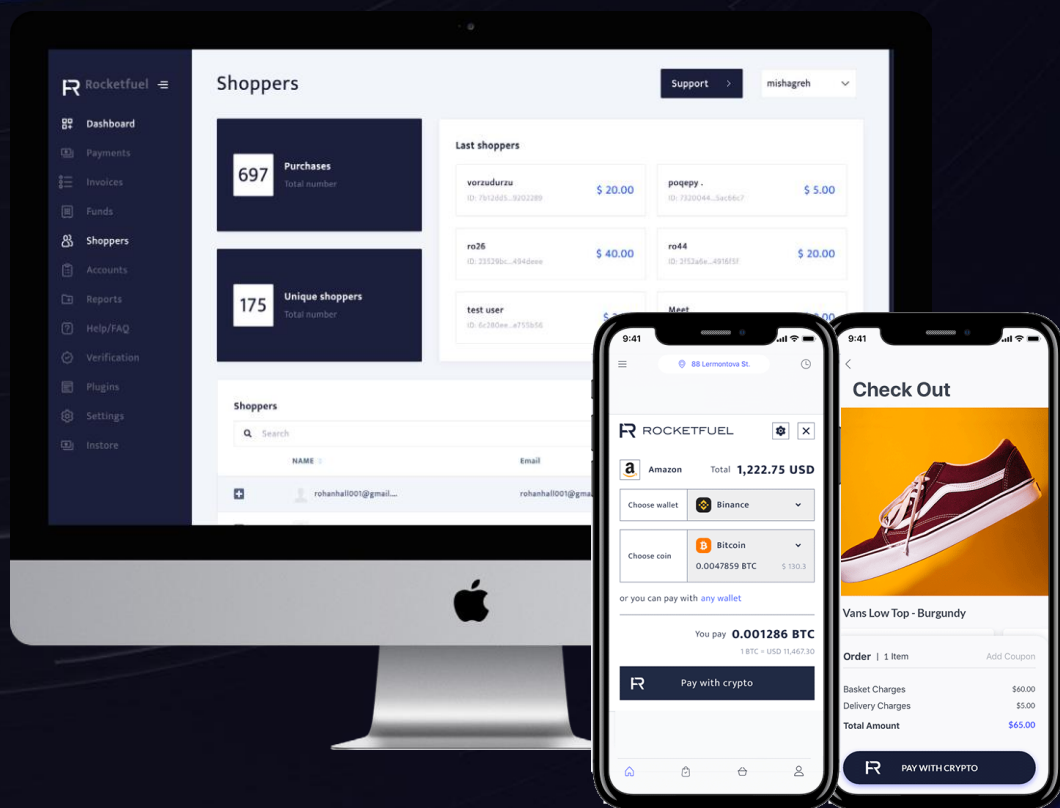 Rocketfuel
Dashboard
Payments
Invoices
Funds
Shoppers
Accounts
Reports
Help/FAQ
Verification
Plugins
Settings
Instore
Shoppers
Support
mishagreh
697
Purchases
Total number
175
Unique shoppers
Total number
Last shoppers
vorzudurzu
$ 20.00
poqepy .
$ 5.00
ro26
$ 40.00
ro44
$ 20.00
test user
Meet
Shoppers
Search
NAME
Email
rohanhall001@gmail....
9:41
88 Lermontova St.
ROCKETFUEL
Amazon
Total 1,222.75 USD
Choose wallet
Binance
Choose coin
Bitcoin
0.0047859 BTC
$ 130.3
or you can pay with any wallet
You pay 0.001286 BTC
1 BTC = USD 11,467.30
Pay with crypto
9:41
Check Out
Vans Low Top - Burgundy
Order | 1 Item
Add Coupon
Basket Charges
$60.00
Delivery Charges
$5.00
Total Amount
$65.00
PAY WITH CRYPTO